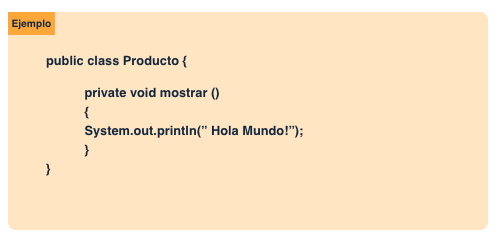 Ejemplo
public class Producto {
private void mostrar ()
{
System.out.println(” Hola Mundo!”);
}
}